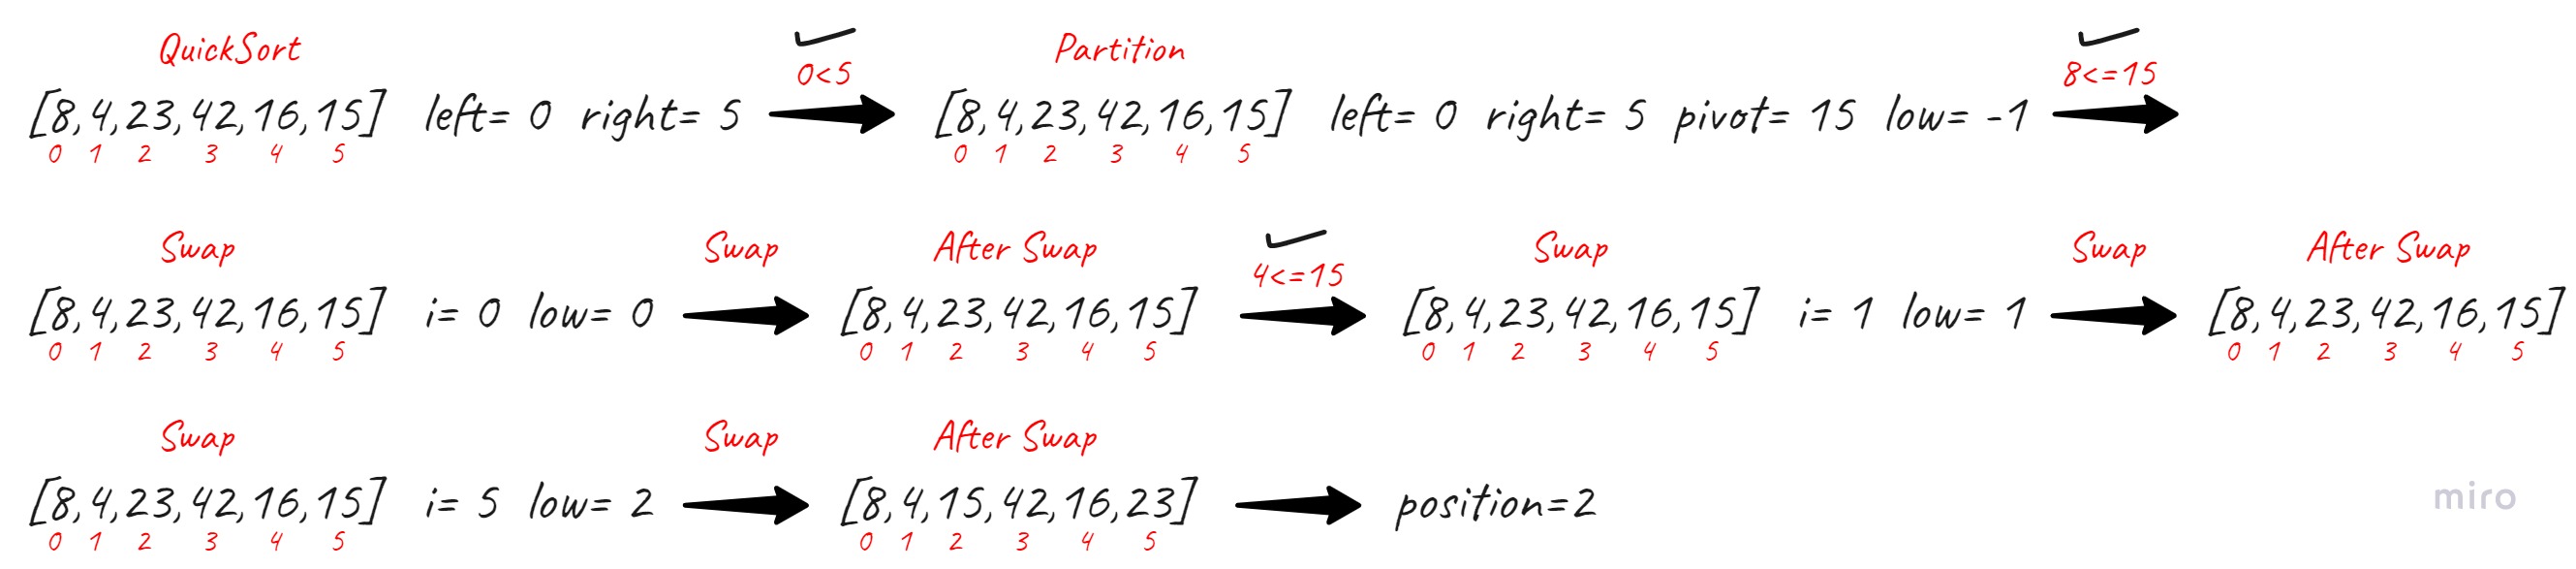 QuickSort
Partition
0<5
8<=15
[8,4,23,42,16,15] left= 0 right= 5
[8,4,23,42,16,15] left= 0 right= 5 pivot= 15 low= -1
0 1 2 3 4 5
0 1 2 3 4 5
Swap
Swap
After Swap
Swap
Swap
After Swap
4<=15
[8,4,23,42,16,15] i= 0 low= 0
[8,4,23,42,16,15]
[8,4,23,42,16,15] i= 1 low= 1
[8,4,23,42,16,15]
0 1 2 3 4 5
0 1 2 3 4 5
0 1 2 3 4 5
0 1 2 3 4 5
Swap
Swap
After Swap
[8,4,23,42,16,15] i= 5 low= 2
[8,4,15,42,16,23]
position=2
0 1 2 3 4 5
0 1 2 3 4 5
miro